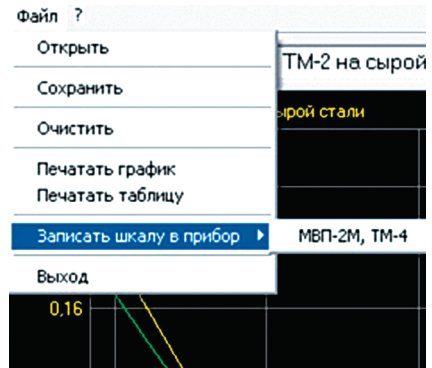 Файл ?
Открыть
ТМ-2 на сырой
Сохранить
ырой стали
Очистить
Печатать график
Печатать таблицу
Записать шкалу в прибор
МВП-2М, ТМ-4
Выход
0,16